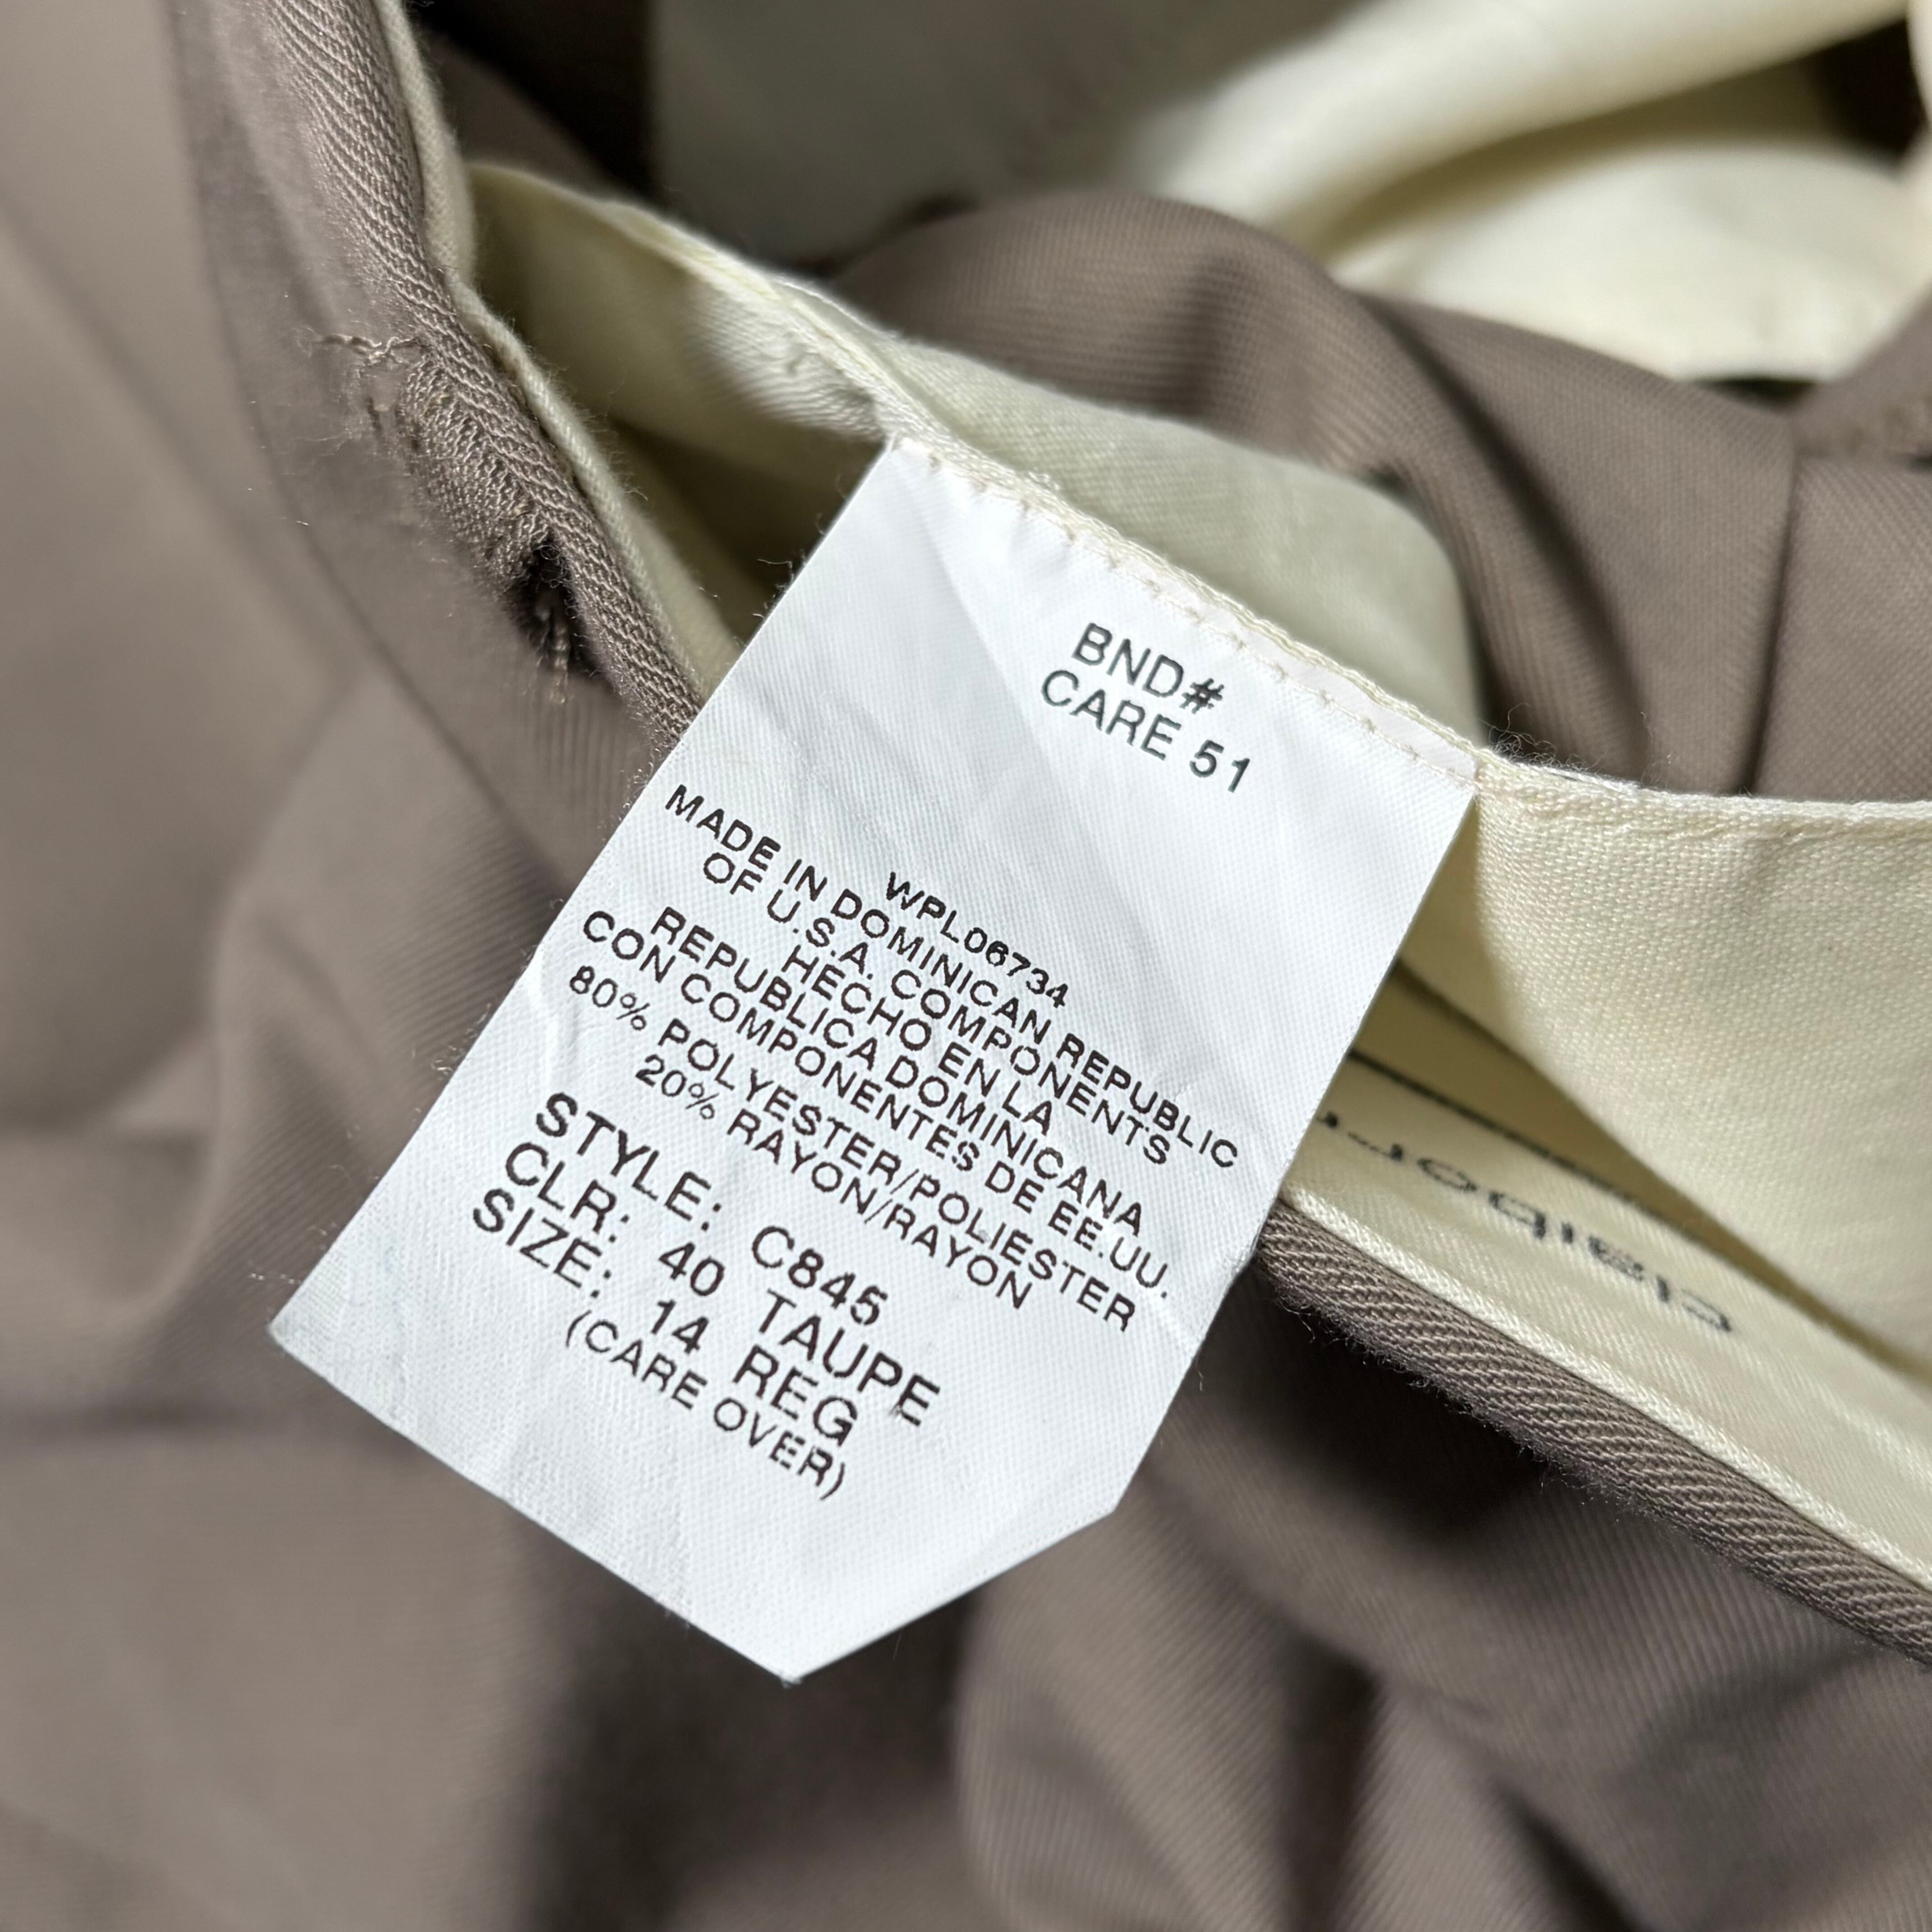 BND#
CARE 51
WPL06734
MADE IN DOMINICAN REPUBLIC
OF U.S.A. COMPONENTS
HECHO EN LA
REPUBLICA DOMINICANA
CON COMPONENTES DE EE.UU.
80% POLYESTER/POLIESTER
20% RAYON/RAYON
STYLE: C845
CLR: 40 TAUPE
SIZE: 14 REG
(CARE OVER)